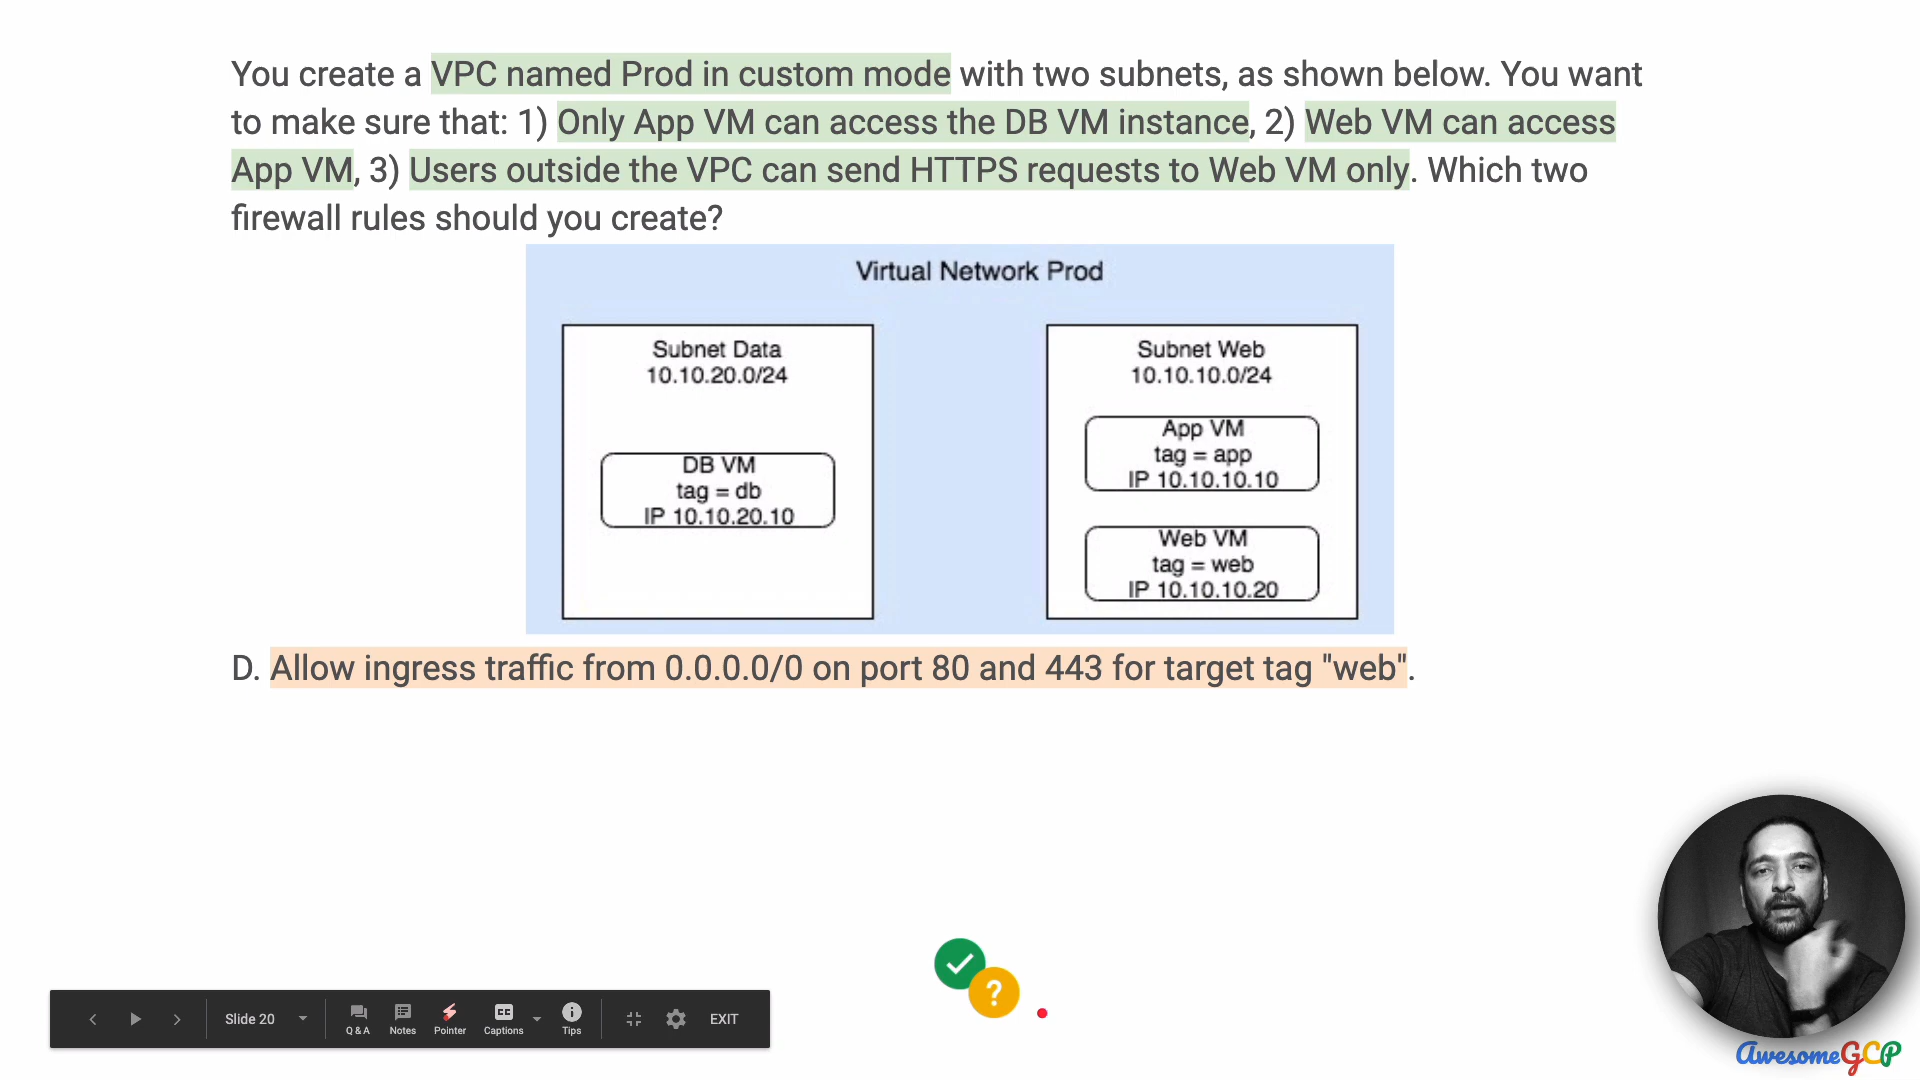 You create a VPC named Prod in custom mode with two subnets, as shown below. You want
to make sure that: 1) Only App VM can access the DB VM instance, 2) Web VM can access
App VM, 3) Users outside the VPC can send HTTPS requests to Web VM only. Which two
firewall rules should you create?
Virtual Network Prod
Subnet Data
10.10.20.0/24
DB VM
tag = db
IP 10.10.20.10
Subnet Web
10.10.10.0/24
App VM
tag = app
IP 10.10.10.10
Web VM
tag = web
IP 10.10.10.20
D. Allow ingress traffic from 0.0.0.0/0 on port 80 and 443 for target tag "web".
?
Slide 20
Q & A
Notes
Pointer
CC
Captions
Tips
EXIT
AwesomeGCP